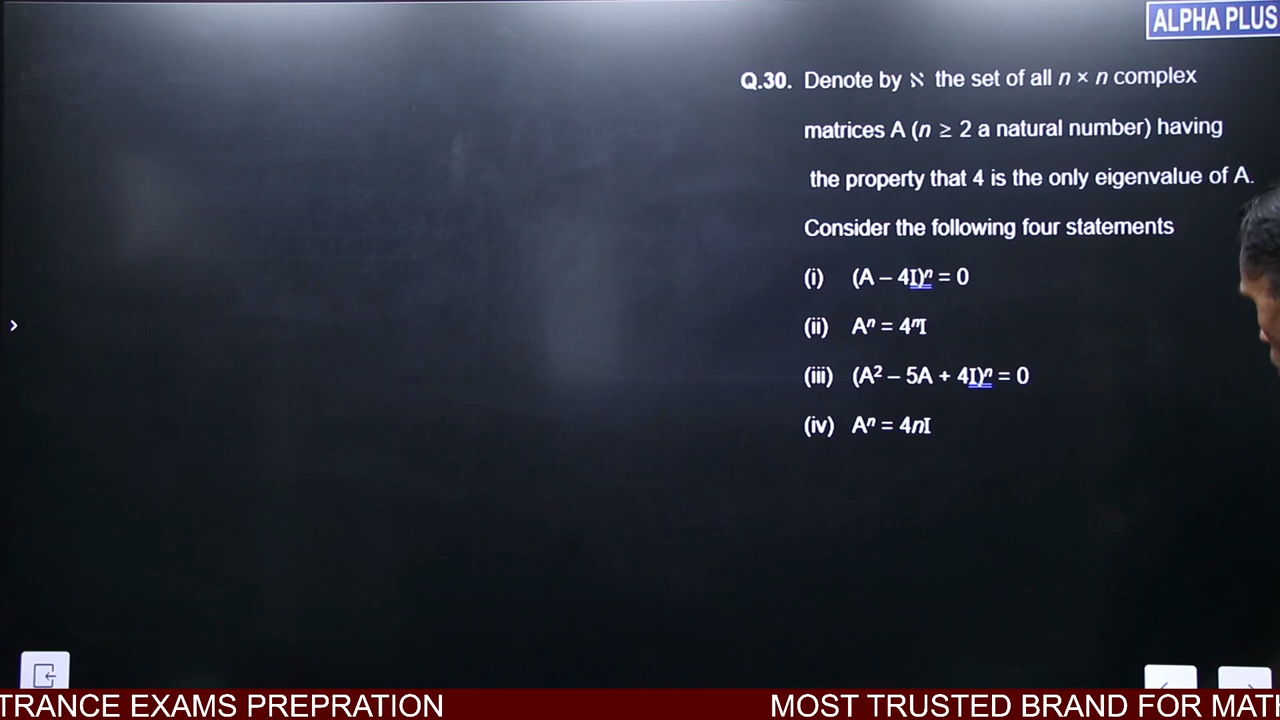 ALPHA PLUS
Q.30. Denote by ℵ the set of all n × n complex
matrices A (n ≥ 2 a natural number) having
the property that 4 is the only eigenvalue of A.
Consider the following four statements
(i) (A – 4I)ⁿ = 0
(ii) Aⁿ = 4ⁿI
(iii) (A² – 5A + 4I)ⁿ = 0
(iv) Aⁿ = 4nI
TRANCE EXAMS PREPRATION MOST TRUSTED BRAND FOR MATH